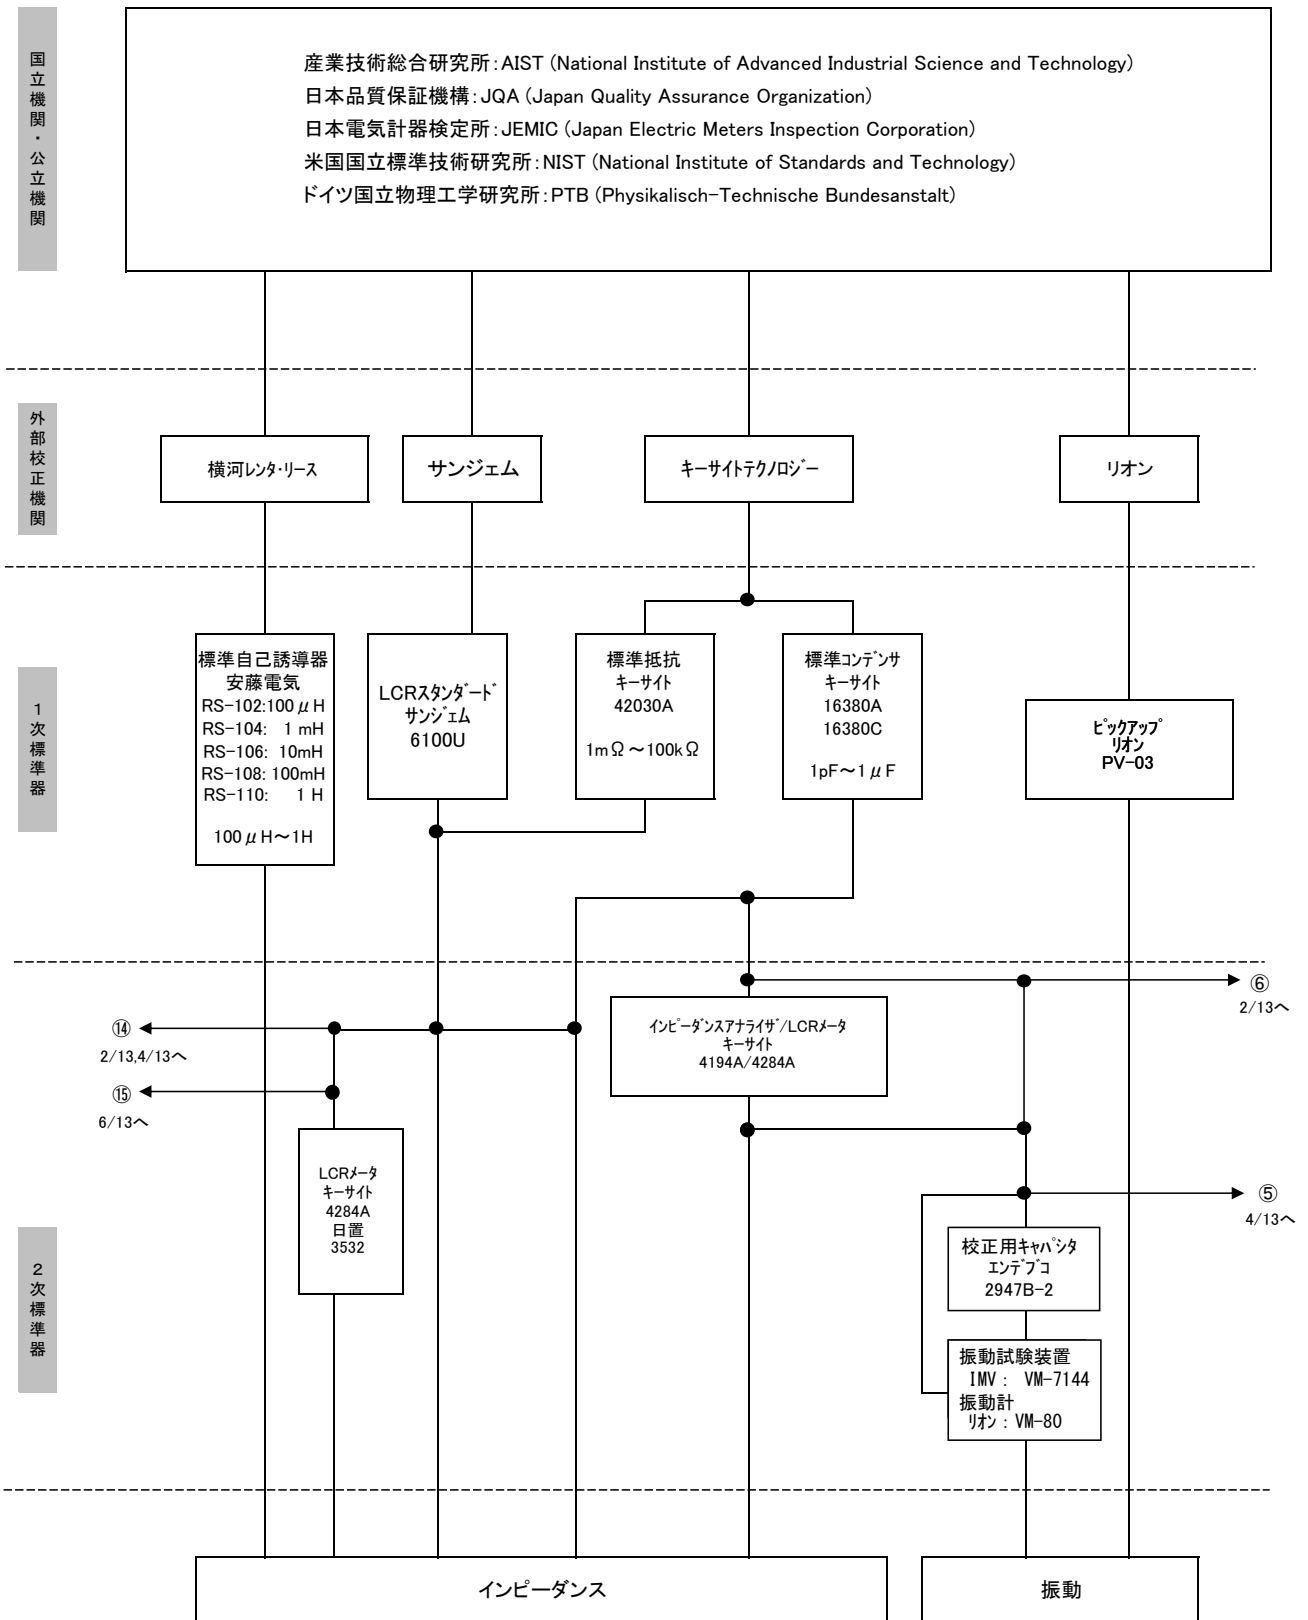 国立機関・公立機関
産業技術総合研究所:AIST (National Institute of Advanced Industrial Science and Technology)
日本品質保証機構:JQA (Japan Quality Assurance Organization)
日本電気計器検定所:JEMIC (Japan Electric Meters Inspection Corporation)
米国国立標準技術研究所:NIST (National Institute of Standards and Technology)
ドイツ国立物理工学研究所:PTB (Physikalisch-Technische Bundesanstalt)
外部校正機関
横河レンタ・リース
サンジェム
キーサイトテクノロジー
リオン
1次標準器
標準自己誘導器
安藤電気
RS-102:100μH
RS-104: 1 mH
RS-106: 10mH
RS-108: 100mH
RS-110: 1 H
100μH~1H
LCRスタンダード
サンジェム
6100U
標準抵抗
キーサイト
42030A
1mΩ~100kΩ
標準コンデンサ
キーサイト
16380A
16380C
1pF~1μF
ピックアップ
リオン
PV-03
2次標準器
⑥
2/13へ
⑭
2/13,4/13へ
⑮
6/13へ
インピーダンスアナライザ/LCRメータ
キーサイト
4194A/4284A
LCRメータ
キーサイト
4284A
日置
3532
⑤
4/13へ
校正用キャパシタ
エンデブコ
2947B-2
振動試験装置
IMV: VM-7144
振動計
リオン:VM-80
インピーダンス
振動